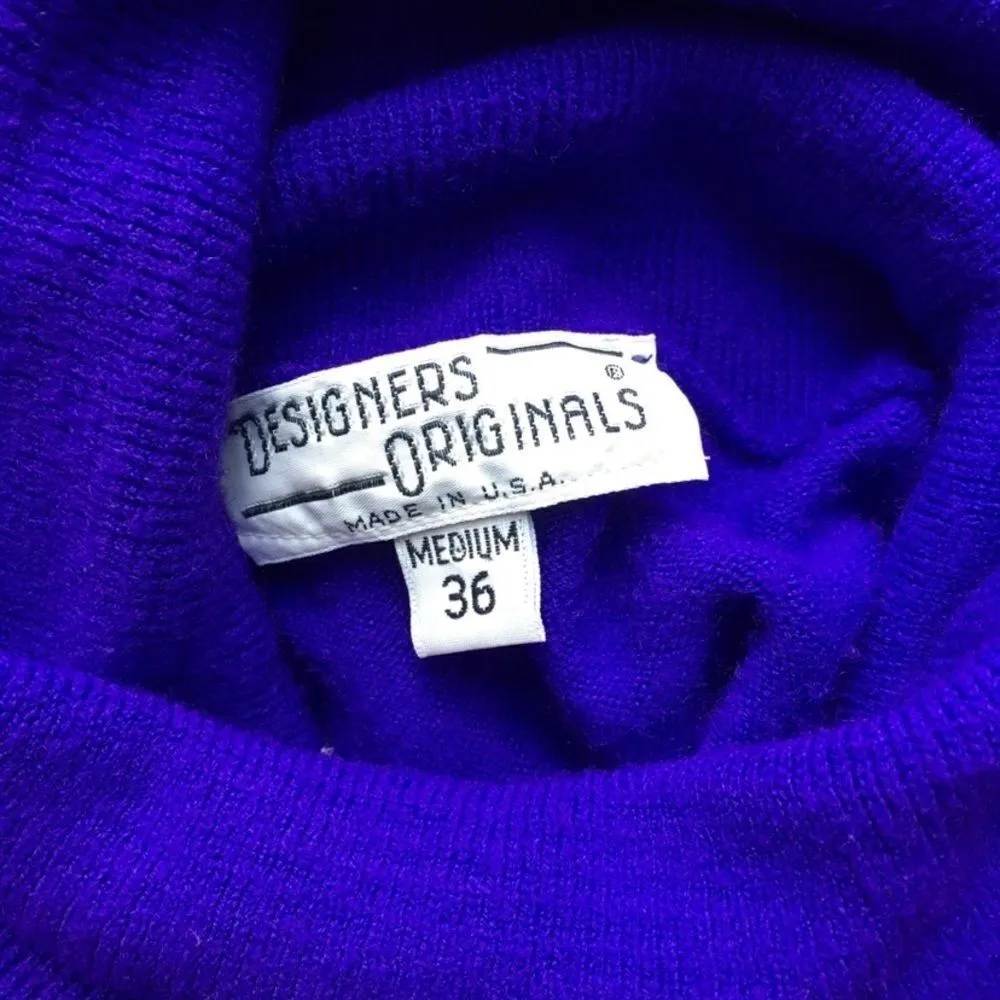 DESIGNERS
ORIGINALS®
MADE IN U.S.A.
MEDIUM
36